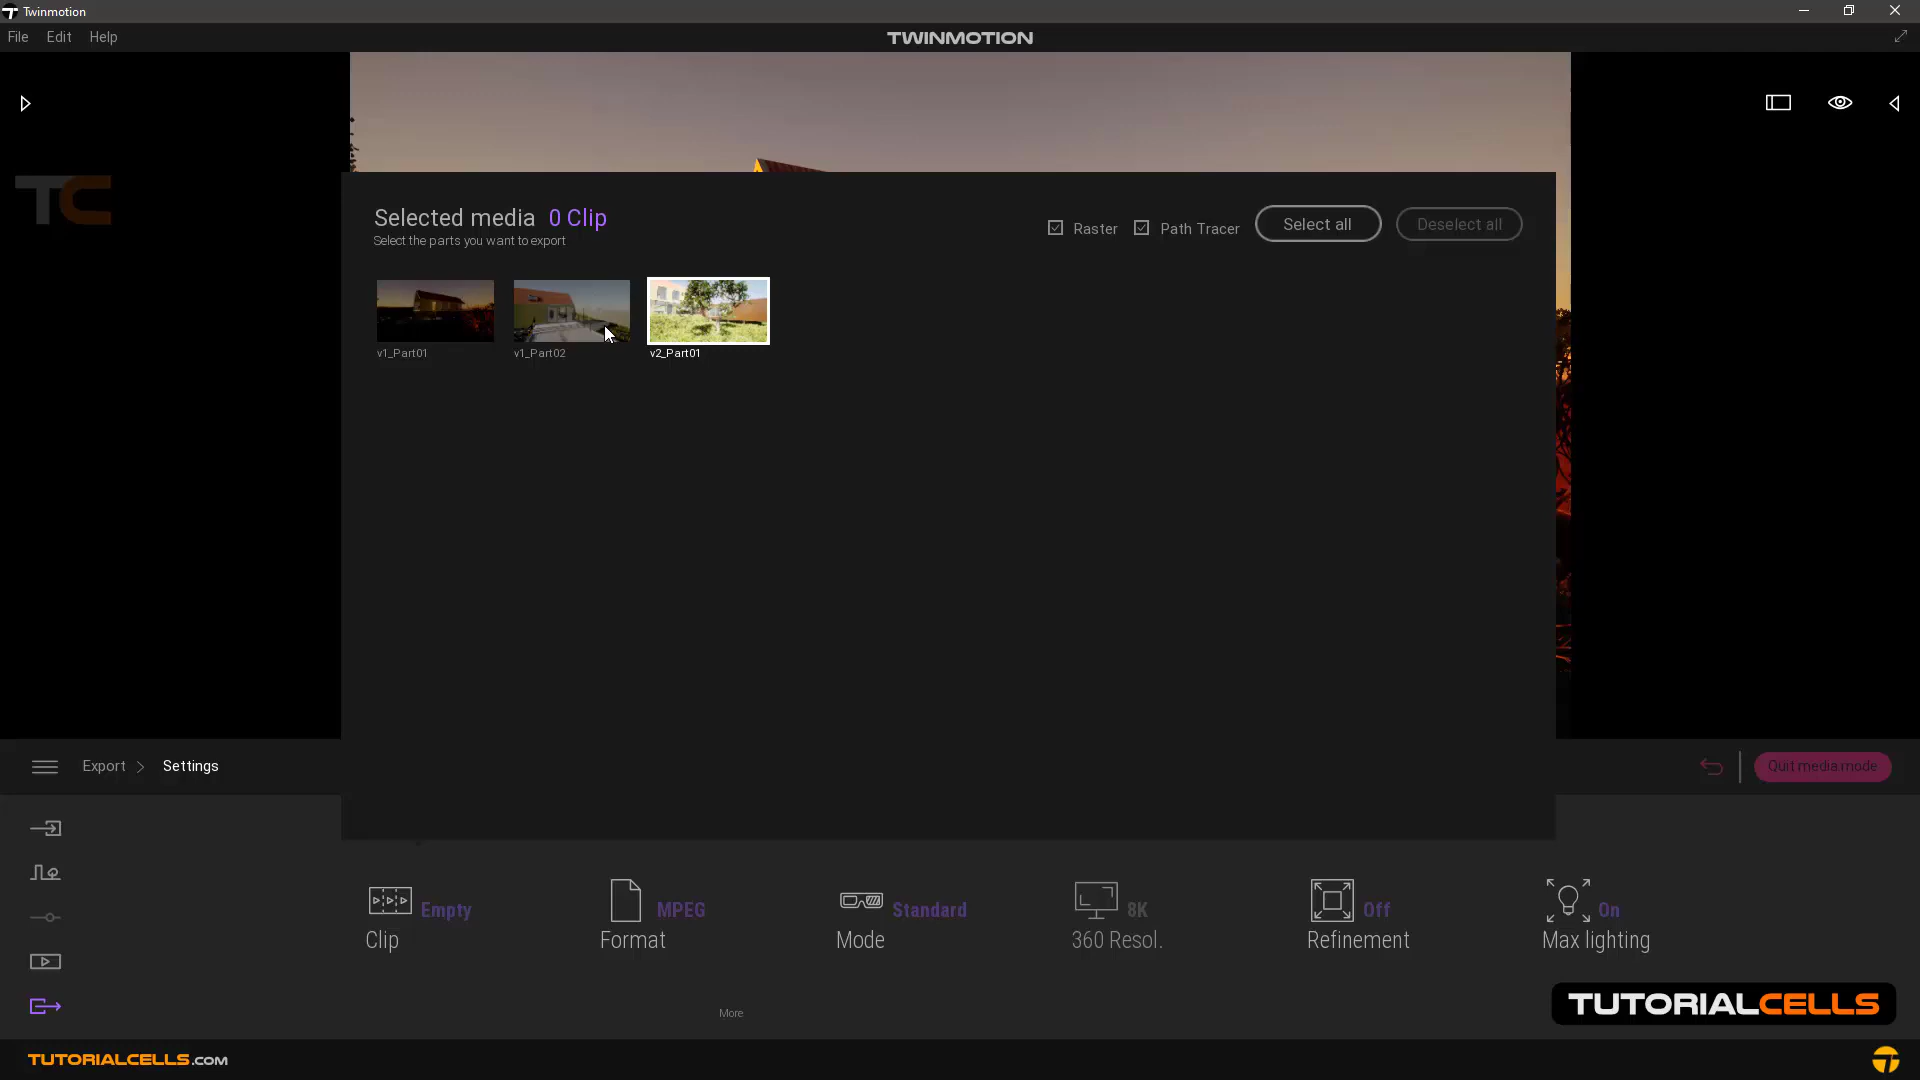 Twinmotion
File Edit Help
TWINMOTION
TC
Selected media 0 Clip
Select the parts you want to export
Raster Path Tracer Select all Deselect all
v1_Part01 v1_Part02 v2_Part01
Export Settings
Quit media mode
Empty MPEG Standard 8K Off On
Clip Format Mode 360 Resol. Refinement Max lighting
More
TUTORIALCELLS
TUTORIALCELLS.COM